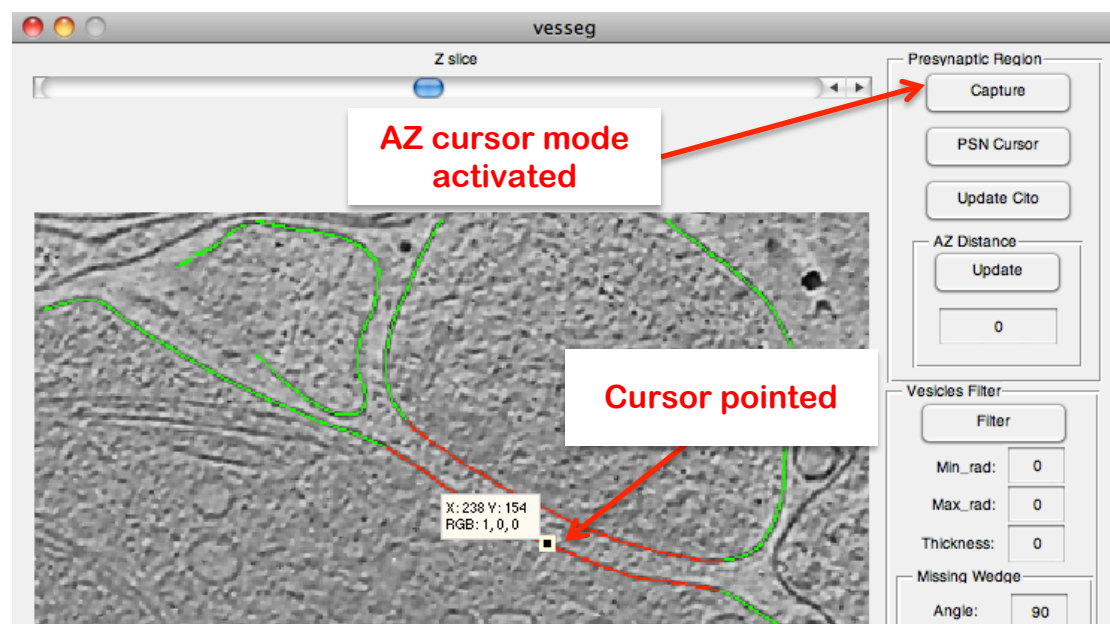 vesseg
Z slice
Presynaptic Region
Capture
AZ cursor mode
activated
PSN Cursor
Update Cito
AZ Distance
Update
0
Cursor pointed
Vesicles Filter
Filter
Min_rad: 0
Max_rad: 0
X: 238 Y: 154
RGB: 1, 0, 0
Thickness: 0
Missing Wedge
Angle: 90